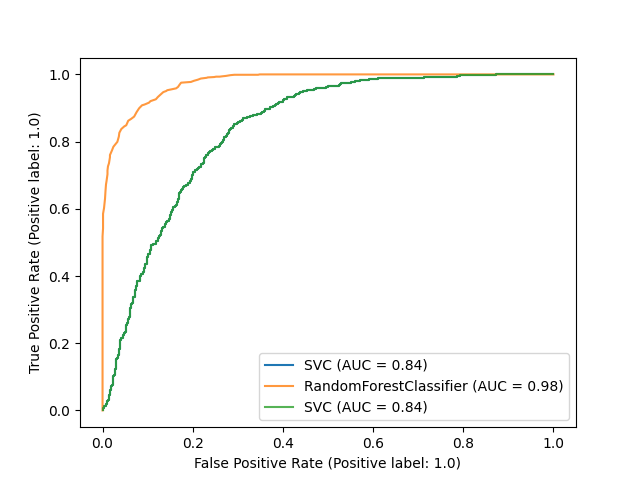 1.0
0.8
0.6
0.4
0.2
0.0
True Positive Rate (Positive label: 1.0)
SVC (AUC = 0.84)
RandomForestClassifier (AUC = 0.98)
SVC (AUC = 0.84)
0.0 0.2 0.4 0.6 0.8 1.0
False Positive Rate (Positive label: 1.0)